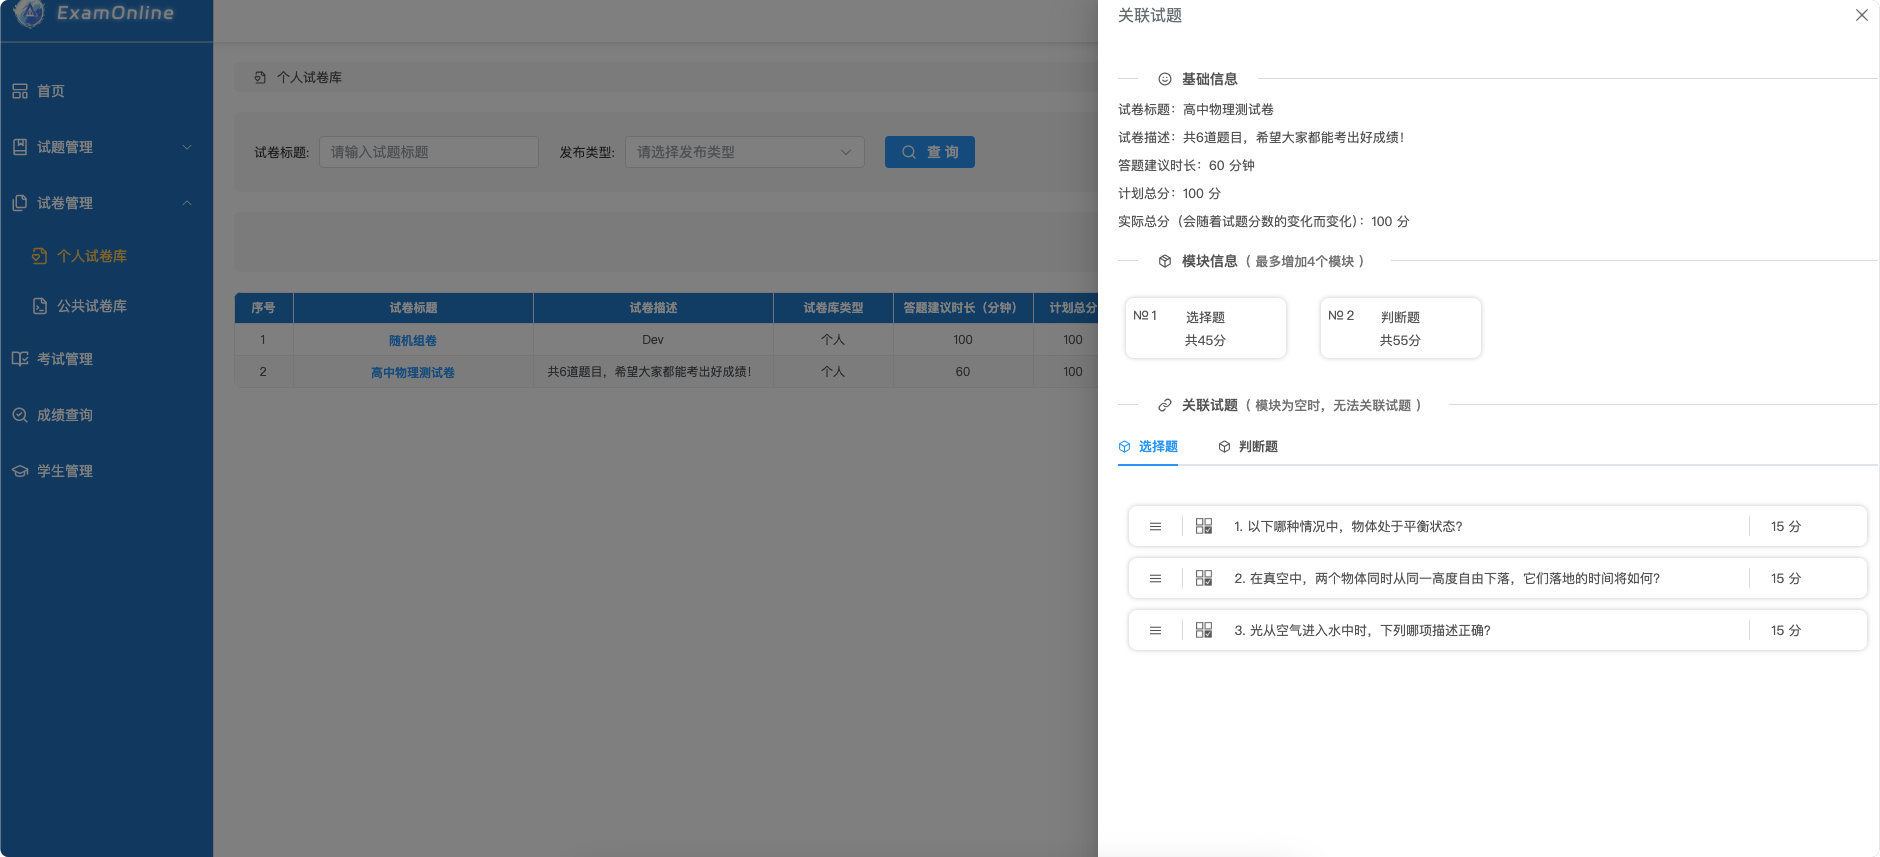 ExamOnline
首页
试题管理
试卷管理
个人试卷库
公共试卷库
考试管理
成绩查询
学生管理
个人试卷库
试卷标题: 请输入试题标题 发布类型: 请选择发布类型 查 询
序号 试卷标题 试卷描述 试卷库类型 答题建议时长（分钟） 计划总分
1 随机组卷 Dev 个人 100 100
2 高中物理测试卷 共6道题目，希望大家都能考出好成绩！ 个人 60 100
关联试题
基础信息
试卷标题：高中物理测试卷
试卷描述：共6道题目，希望大家都能考出好成绩！
答题建议时长：60 分钟
计划总分：100 分
实际总分（会随着试题分数的变化而变化）：100 分
模块信息（ 最多增加4个模块 ）
№ 1 选择题
共45分
№ 2 判断题
共55分
关联试题（ 模块为空时，无法关联试题 ）
选择题 判断题
1. 以下哪种情况中，物体处于平衡状态? 15 分
2. 在真空中，两个物体同时从同一高度自由下落，它们落地的时间将如何? 15 分
3. 光从空气进入水中时，下列哪项描述正确? 15 分